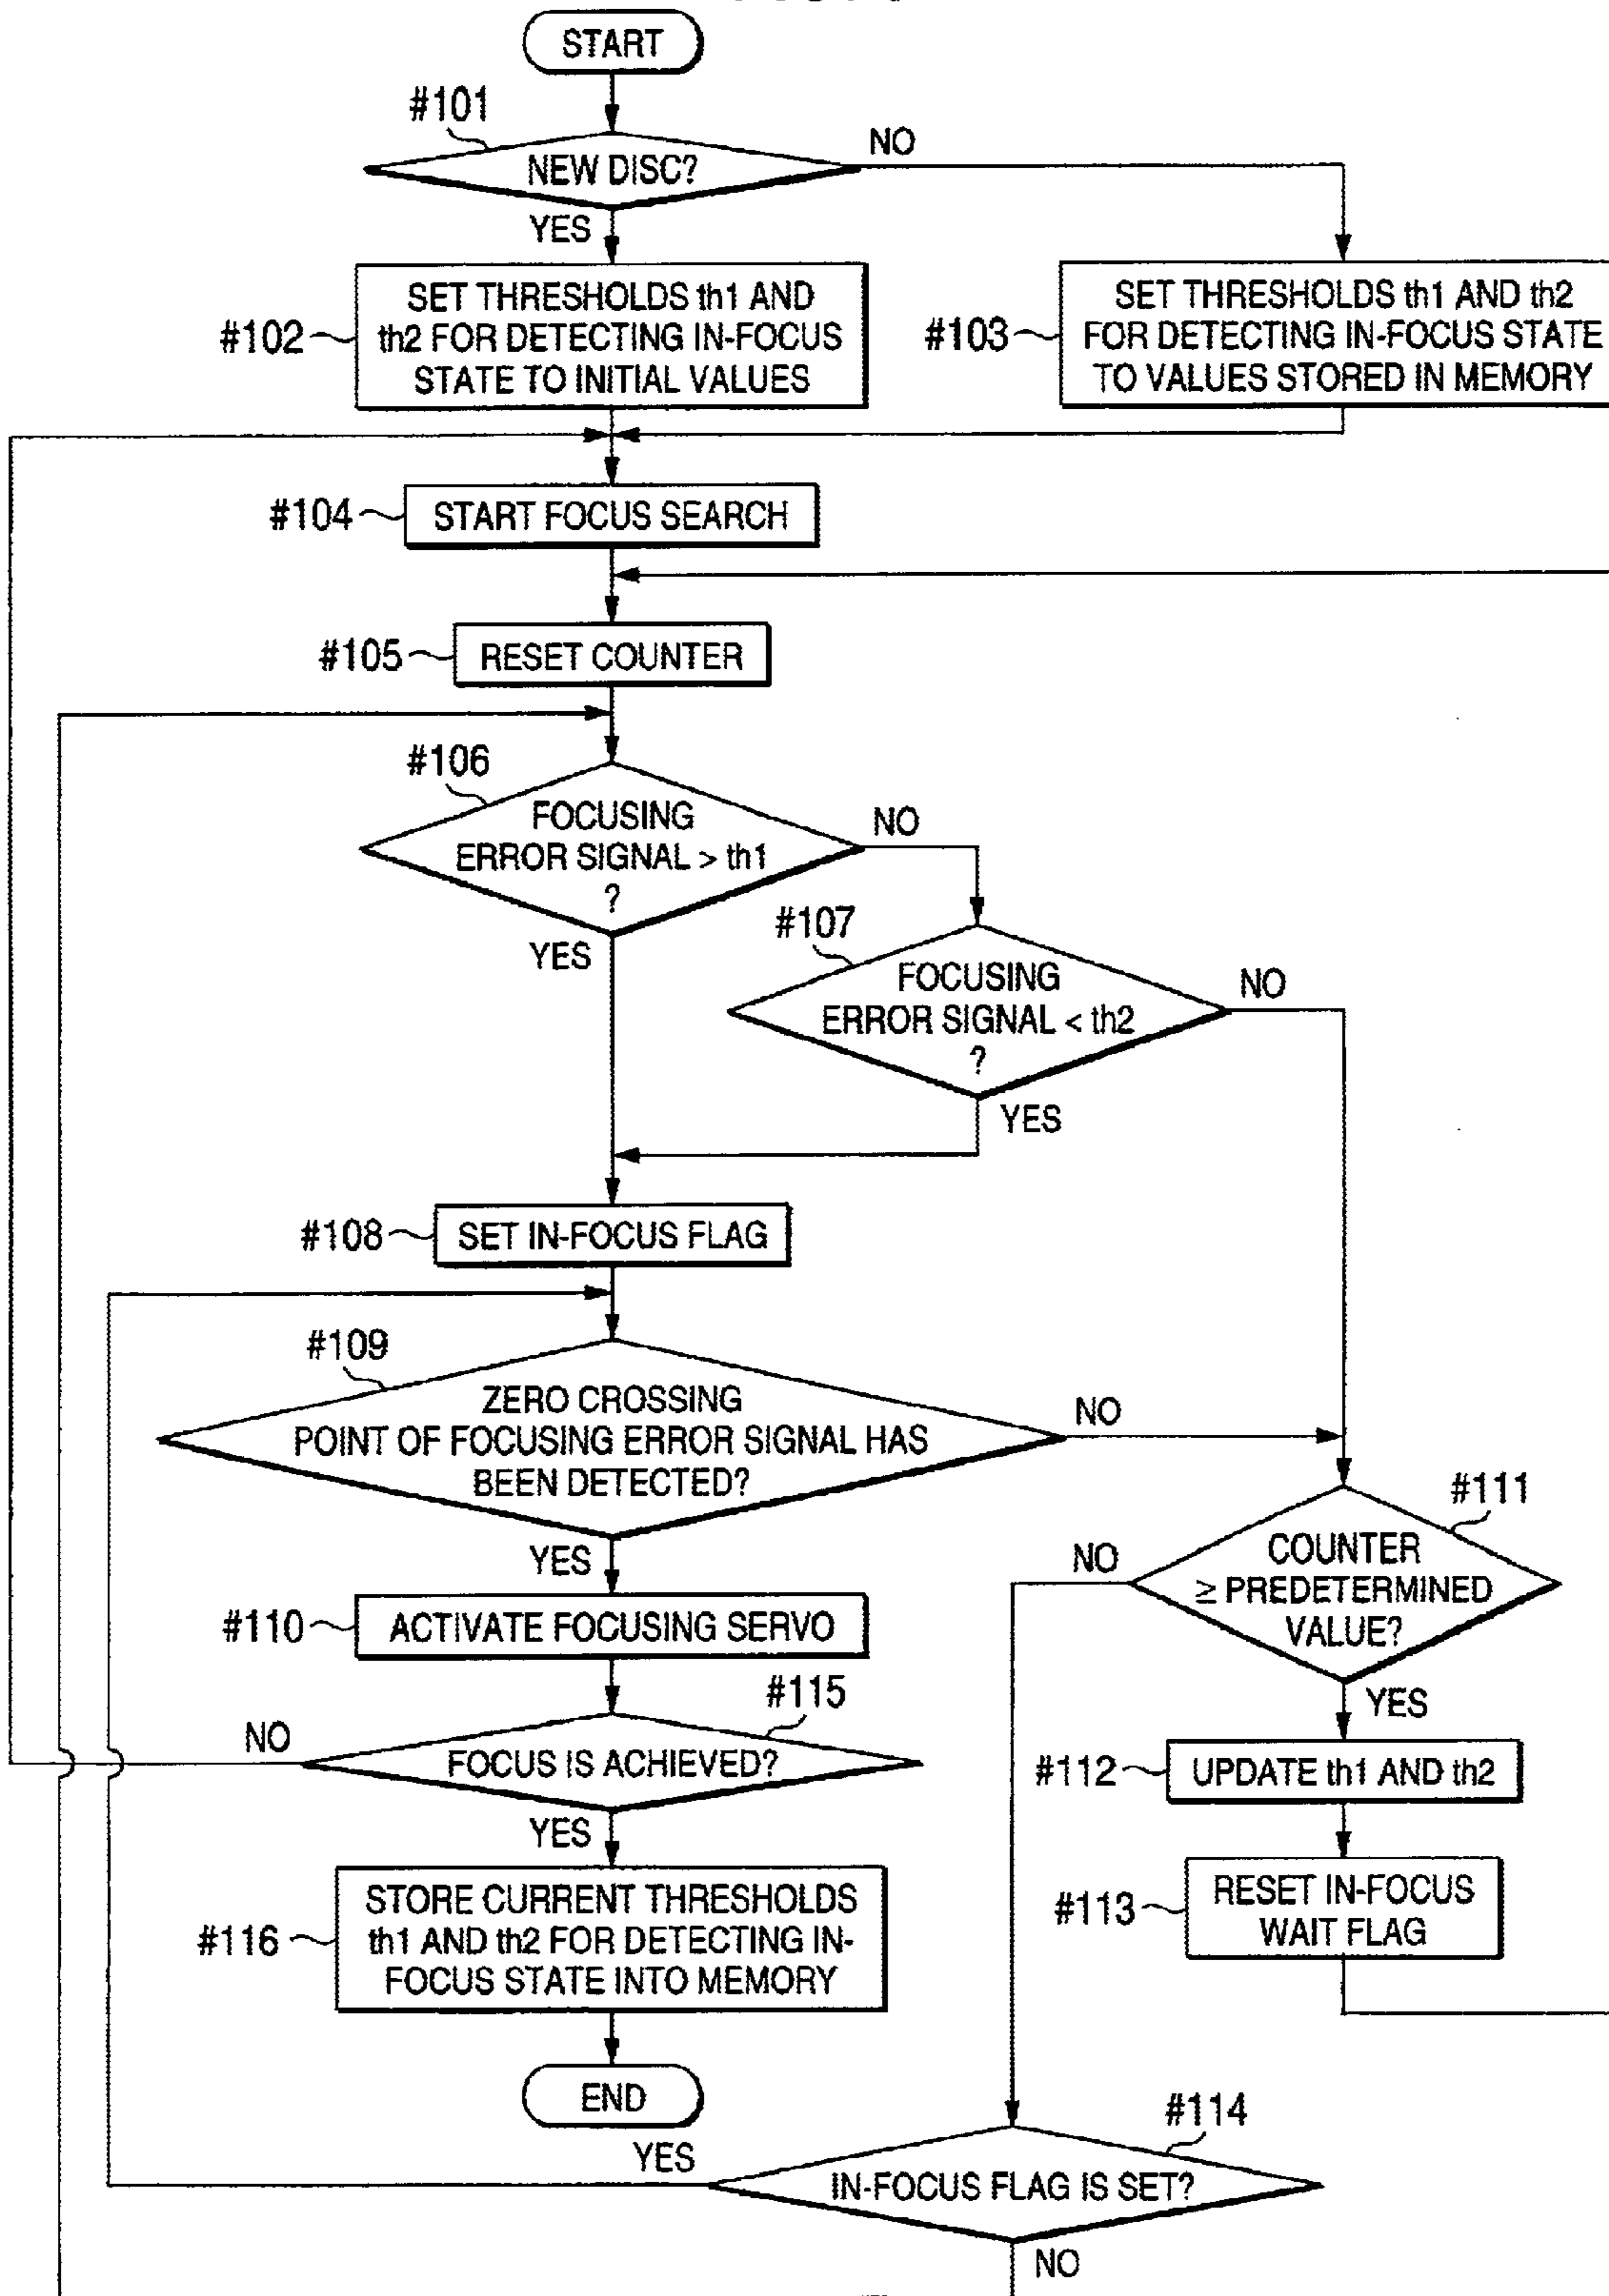 START
#101
NEW DISC?
NO
YES
#102
SET THRESHOLDS th1 AND
th2 FOR DETECTING IN-FOCUS
STATE TO INITIAL VALUES
#103
SET THRESHOLDS th1 AND th2
FOR DETECTING IN-FOCUS STATE
TO VALUES STORED IN MEMORY
#104
START FOCUS SEARCH
#105
RESET COUNTER
#106
FOCUSING
ERROR SIGNAL > th1
?
NO
YES
#107
FOCUSING
ERROR SIGNAL < th2
?
NO
YES
#108
SET IN-FOCUS FLAG
#109
ZERO CROSSING
POINT OF FOCUSING ERROR SIGNAL HAS
BEEN DETECTED?
NO
YES
#110
ACTIVATE FOCUSING SERVO
#111
COUNTER
≥ PREDETERMINED
VALUE?
NO
YES
#112
UPDATE th1 AND th2
#113
RESET IN-FOCUS
WAIT FLAG
#115
FOCUS IS ACHIEVED?
NO
YES
#116
STORE CURRENT THRESHOLDS
th1 AND th2 FOR DETECTING IN-
FOCUS STATE INTO MEMORY
END
#114
IN-FOCUS FLAG IS SET?
YES
NO